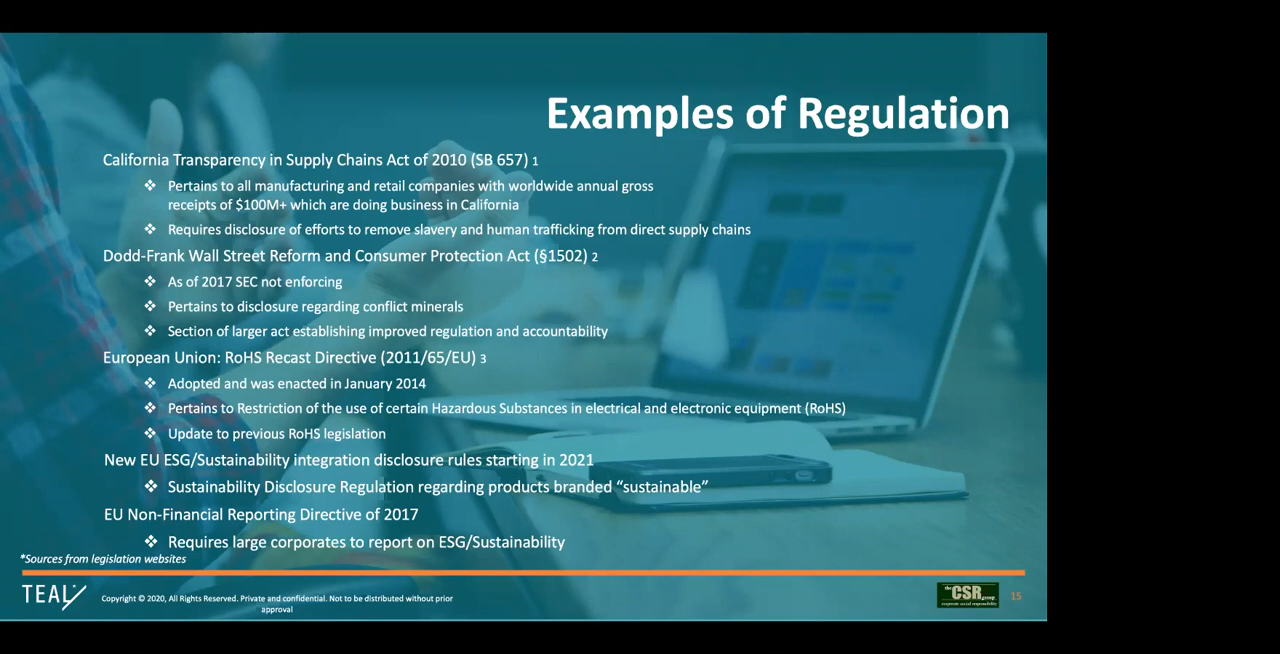 Examples of Regulation
California Transparency in Supply Chains Act of 2010 (SB 657) 1
❖ Pertains to all manufacturing and retail companies with worldwide annual gross
receipts of $100M+ which are doing business in California
❖ Requires disclosure of efforts to remove slavery and human trafficking from direct supply chains
Dodd-Frank Wall Street Reform and Consumer Protection Act (§1502) 2
❖ As of 2017 SEC not enforcing
❖ Pertains to disclosure regarding conflict minerals
❖ Section of larger act establishing improved regulation and accountability
European Union: RoHS Recast Directive (2011/65/EU) 3
❖ Adopted and was enacted in January 2014
❖ Pertains to Restriction of the use of certain Hazardous Substances in electrical and electronic equipment (RoHS)
❖ Update to previous RoHS legislation
New EU ESG/Sustainability integration disclosure rules starting in 2021
❖ Sustainability Disclosure Regulation regarding products branded “sustainable”
EU Non-Financial Reporting Directive of 2017
❖ Requires large corporates to report on ESG/Sustainability
*Sources from legislation websites
TEAL
Copyright © 2020, All Rights Reserved. Private and confidential. Not to be distributed without prior
approval
the CSR group
corporate social responsibility
15